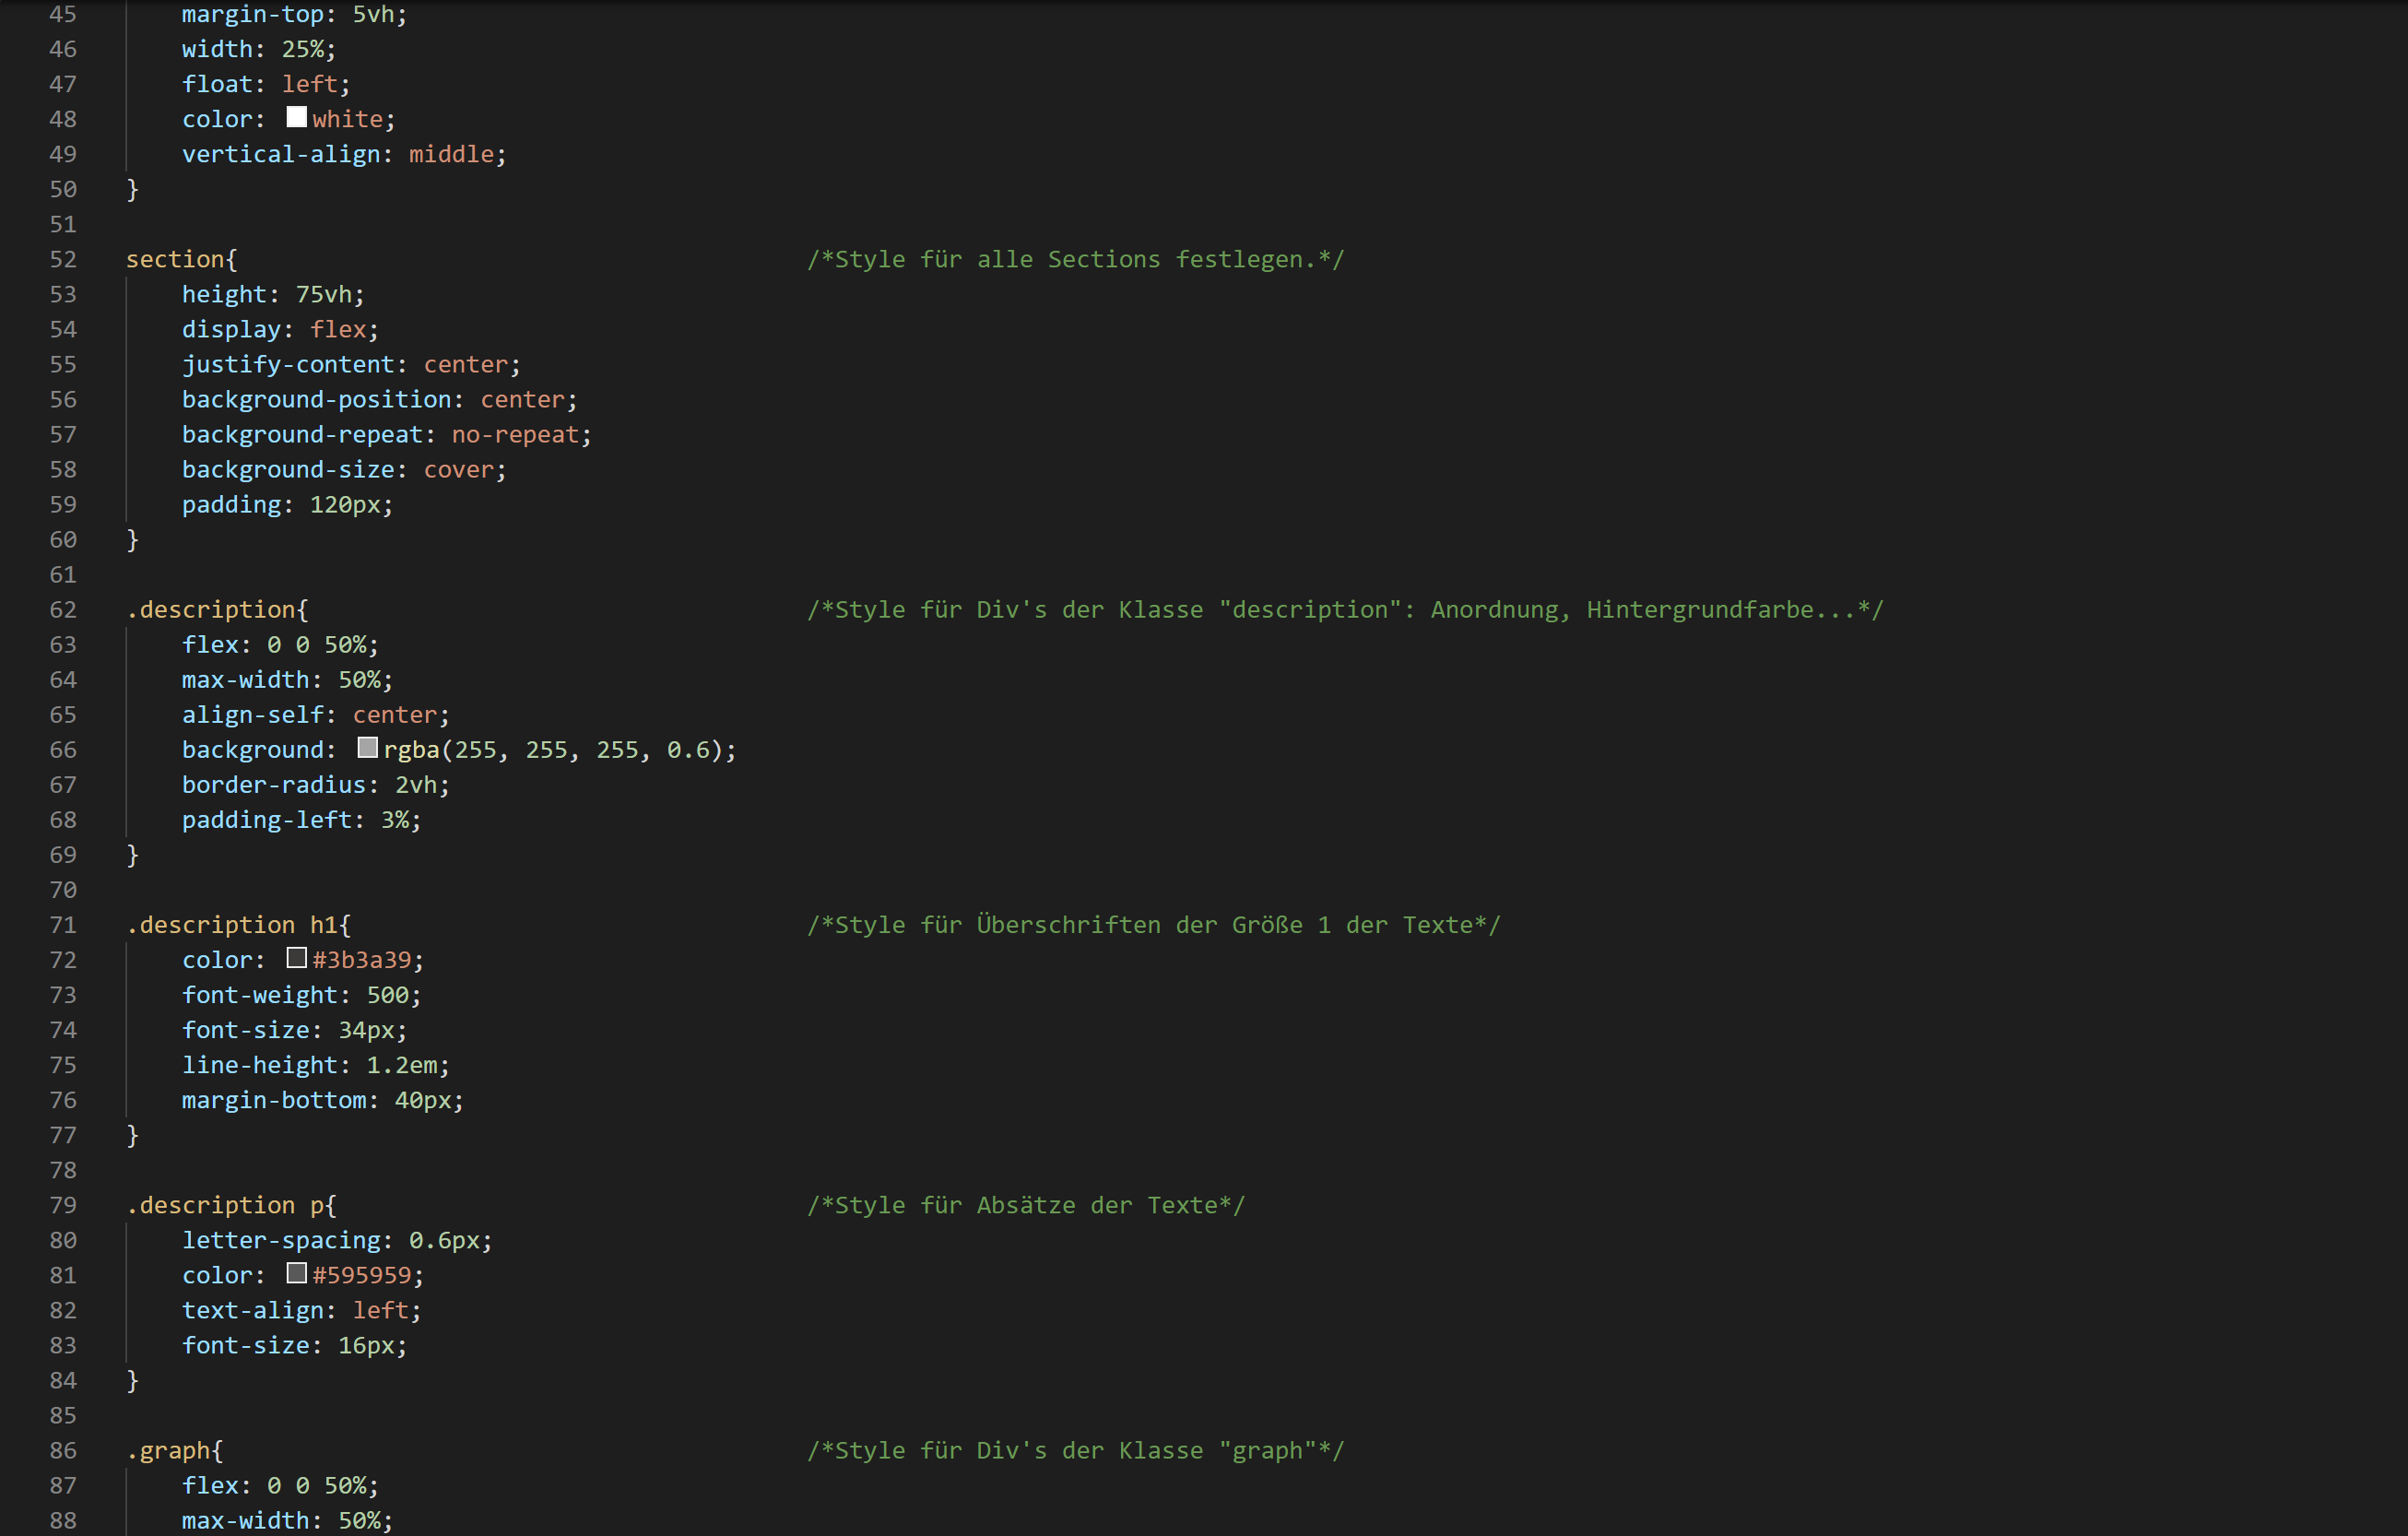 45 margin-top: 5vh;
46 width: 25%;
47 float: left;
48 color: white;
49 vertical-align: middle;
50 }
51
52 section{ /*Style für alle Sections festlegen.*/
53 height: 75vh;
54 display: flex;
55 justify-content: center;
56 background-position: center;
57 background-repeat: no-repeat;
58 background-size: cover;
59 padding: 120px;
60 }
61
62 .description{ /*Style für Div's der Klasse "description": Anordnung, Hintergrundfarbe...*/
63 flex: 0 0 50%;
64 max-width: 50%;
65 align-self: center;
66 background: rgba(255, 255, 255, 0.6);
67 border-radius: 2vh;
68 padding-left: 3%;
69 }
70
71 .description h1{ /*Style für Überschriften der Größe 1 der Texte*/
72 color: #3b3a39;
73 font-weight: 500;
74 font-size: 34px;
75 line-height: 1.2em;
76 margin-bottom: 40px;
77 }
78
79 .description p{ /*Style für Absätze der Texte*/
80 letter-spacing: 0.6px;
81 color: #595959;
82 text-align: left;
83 font-size: 16px;
84 }
85
86 .graph{ /*Style für Div's der Klasse "graph"*/
87 flex: 0 0 50%;
88 max-width: 50%;